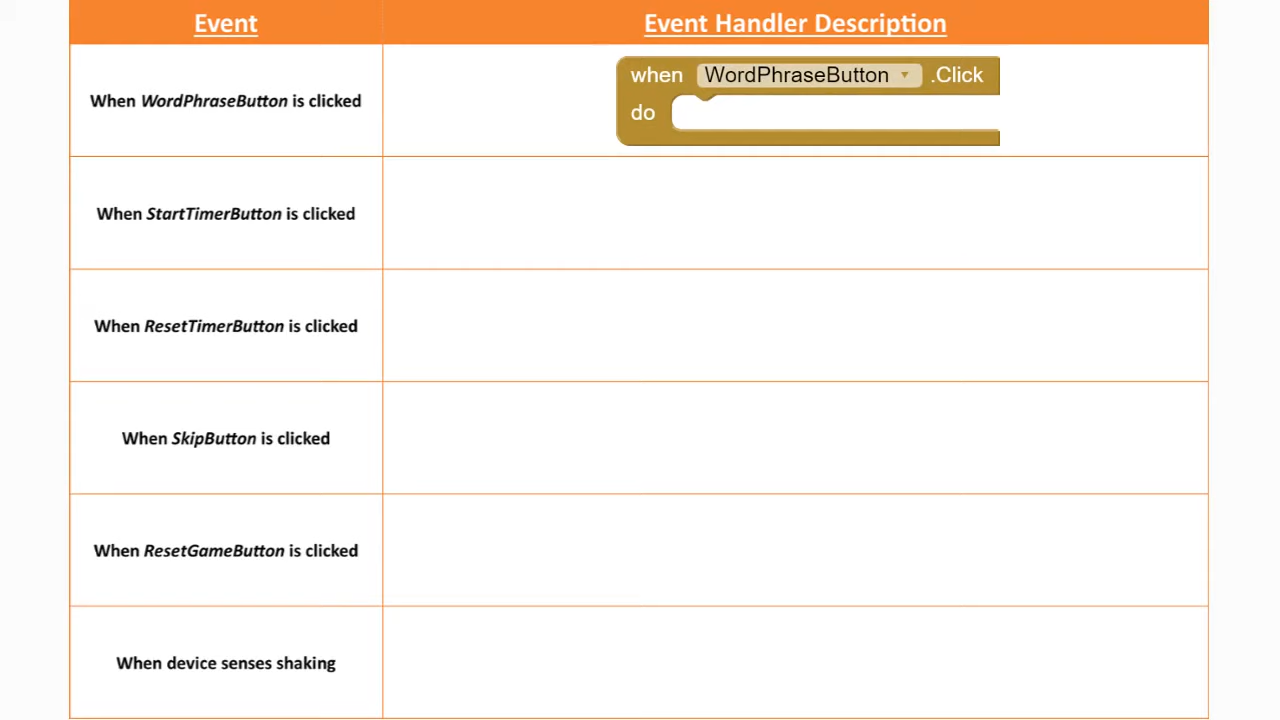 Event
Event Handler Description
When WordPhraseButton is clicked
when WordPhraseButton .Click
do
When StartTimerButton is clicked
When ResetTimerButton is clicked
When SkipButton is clicked
When ResetGameButton is clicked
When device senses shaking